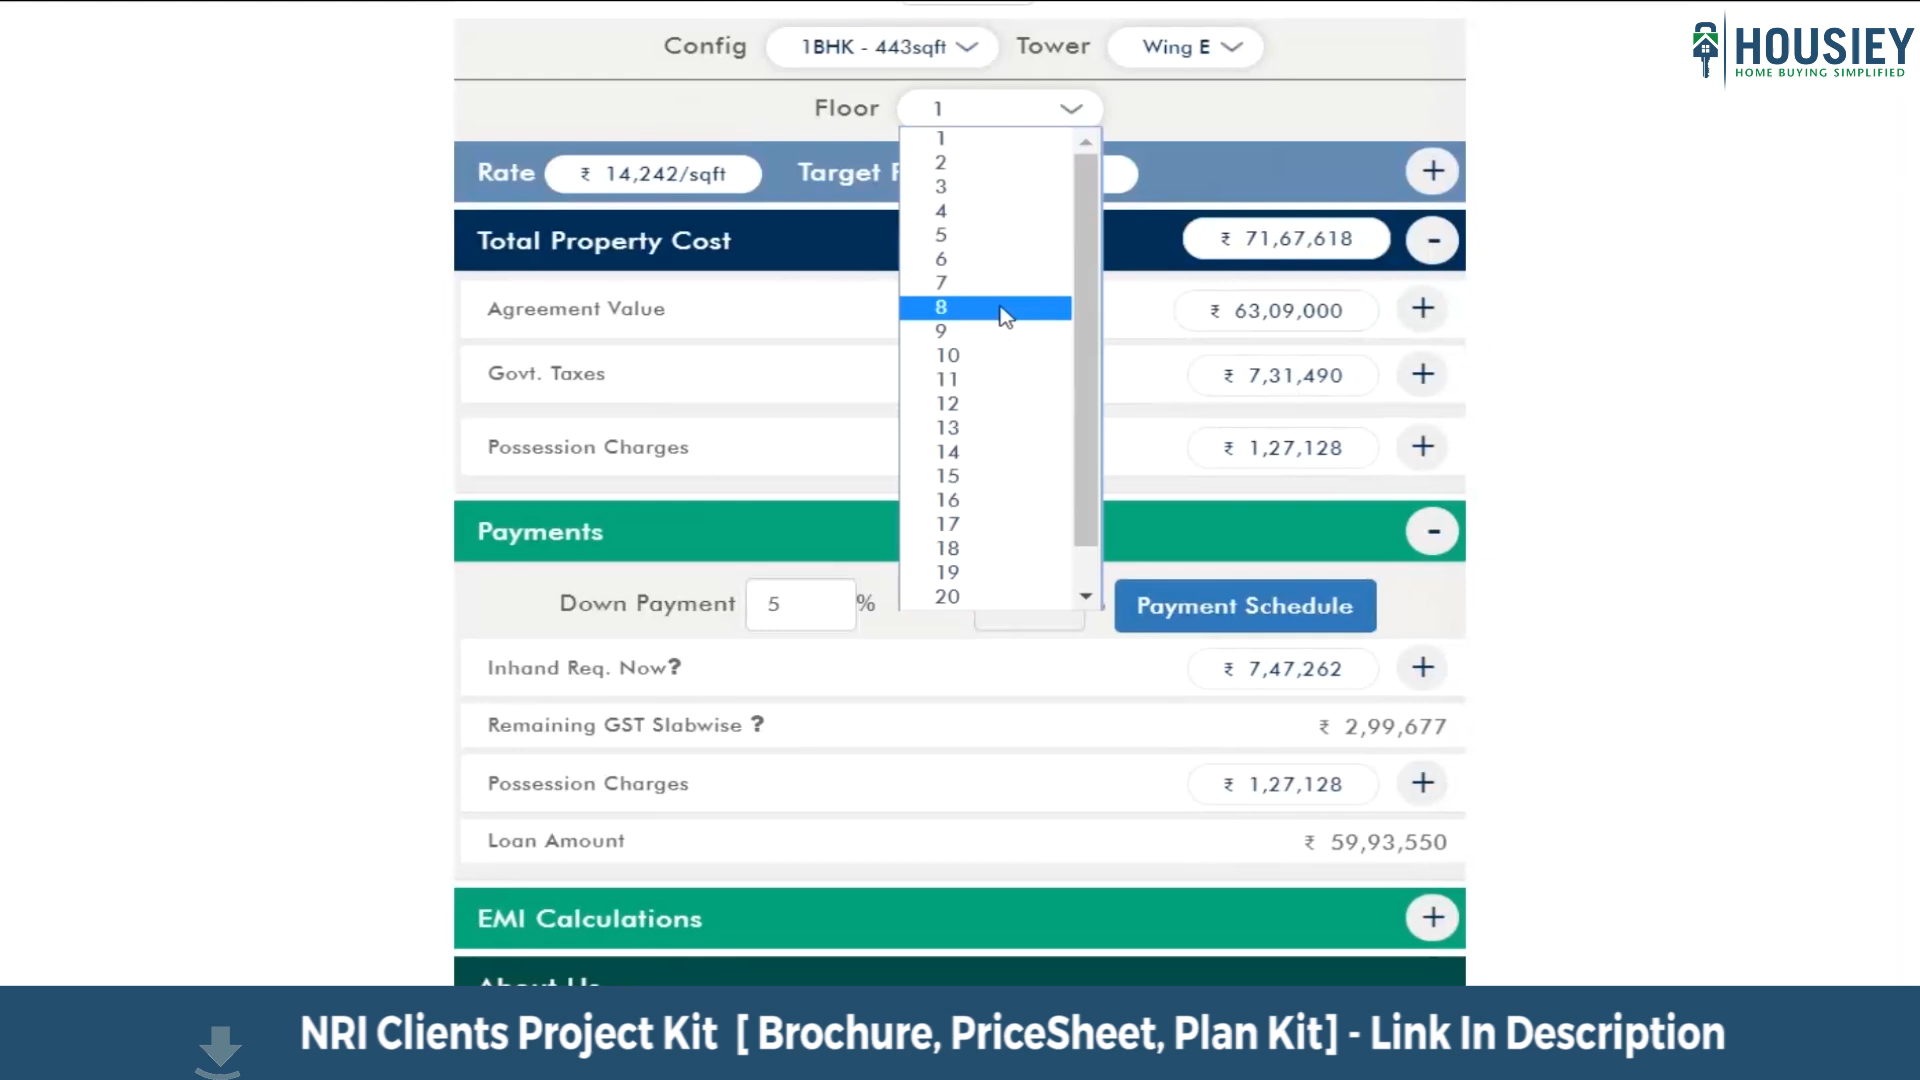 Config 1BHK - 443sqft Tower Wing E
HOUSIEY
HOME BUYING SIMPLIFIED
Floor 1
1
2
3
4
5
6
7
8
9
10
11
12
13
14
15
16
17
18
19
20
Rate ₹ 14,242/sqft Target +
Total Property Cost ₹ 71,67,618 -
Agreement Value ₹ 63,09,000 +
Govt. Taxes ₹ 7,31,490 +
Possession Charges ₹ 1,27,128 +
Payments -
Down Payment 5 % Payment Schedule
Inhand Req. Now? ₹ 7,47,262 +
Remaining GST Slabwise ? ₹ 2,99,677
Possession Charges ₹ 1,27,128 +
Loan Amount ₹ 59,93,550
EMI Calculations +
About Us
NRI Clients Project Kit [ Brochure, PriceSheet, Plan Kit] - Link In Description